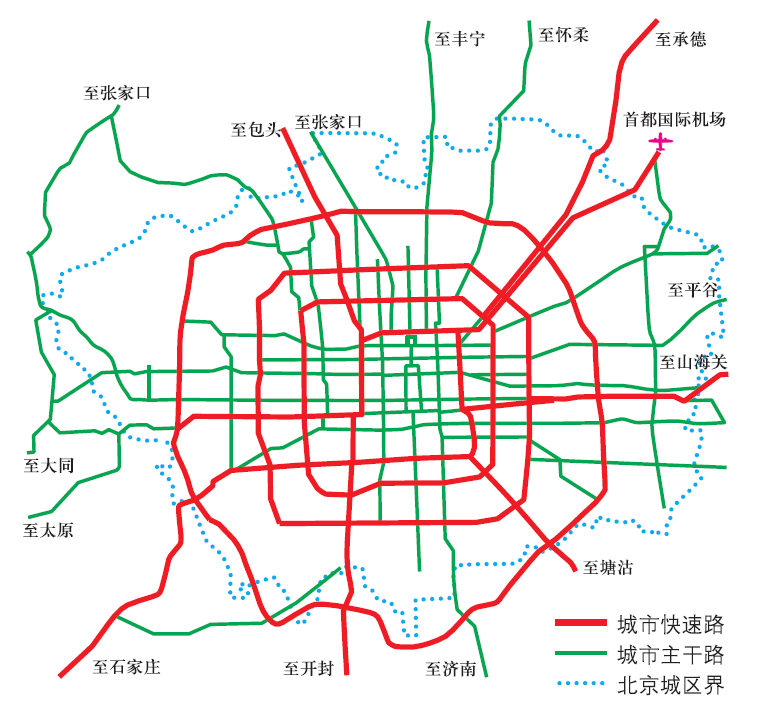 至丰宁
至怀柔
至承德
至张家口
至包头
至张家口
首都国际机场
至平谷
至山海关
至大同
至太原
至塘沽
至石家庄
至开封
至济南
城市快速路
城市主干路
北京城区界